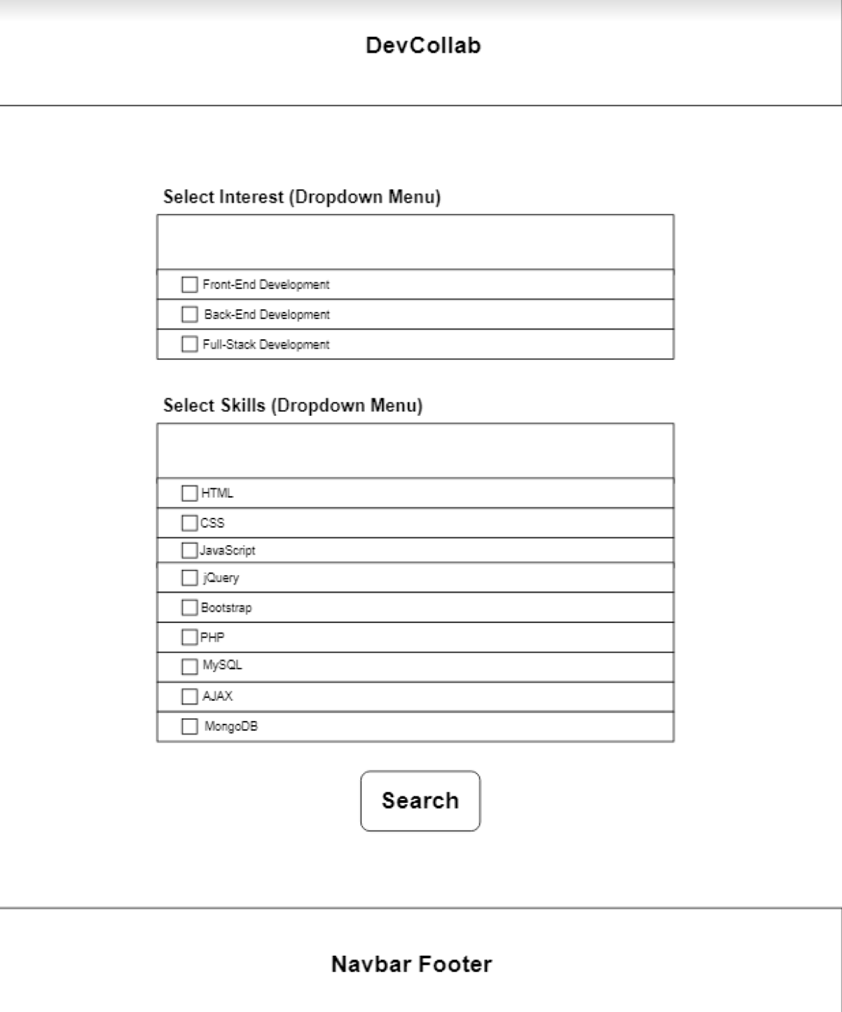 DevCollab
Select Interest (Dropdown Menu)
Front-End Development
Back-End Development
Full-Stack Development
Select Skills (Dropdown Menu)
HTML
CSS
JavaScript
jQuery
Bootstrap
PHP
MySQL
AJAX
MongoDB
Search
Navbar Footer